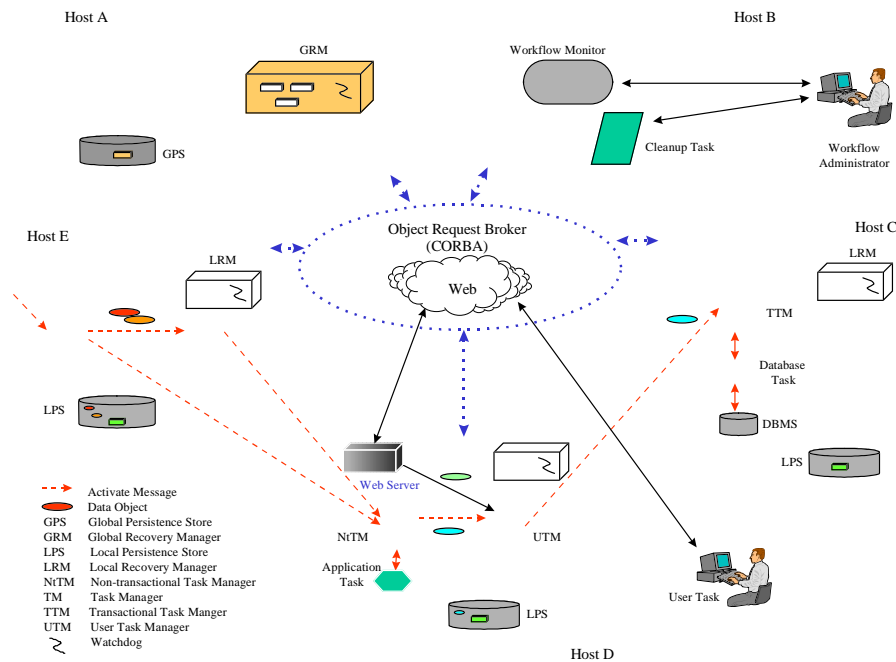 Host A
Host B
GRM
Workflow Monitor
GPS
Cleanup Task
Workflow
Administrator
Host E
Object Request Broker
(CORBA)
Host C
LRM
LRM
Web
TTM
Database
Task
LPS
DBMS
LPS
Web Server
Activate Message
Data Object
GPS Global Persistence Store
GRM Global Recovery Manager
LPS Local Persistence Store
LRM Local Recovery Manager
NtTM Non-transactional Task Manager
TM Task Manager
TTM Transactional Task Manger
UTM User Task Manager
Watchdog
NtTM
UTM
Application
Task
User Task
LPS
Host D